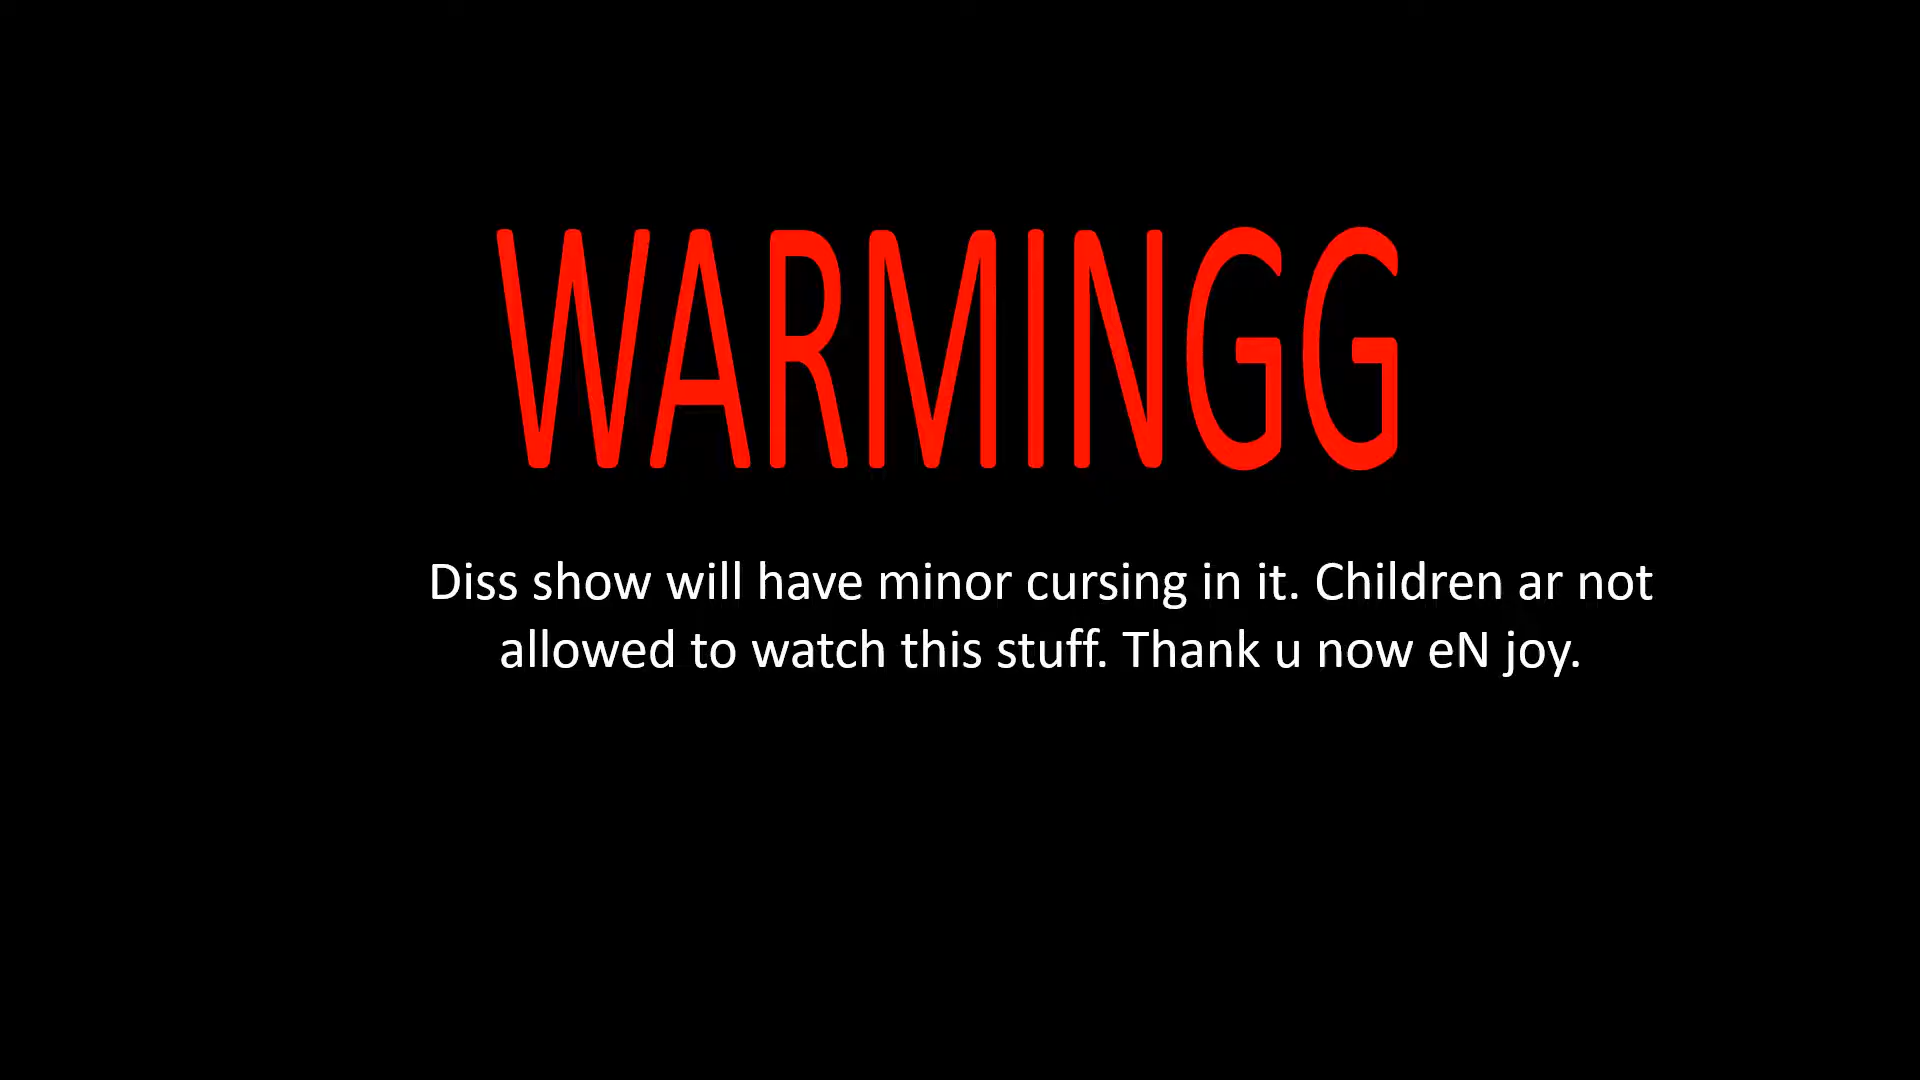 WARMINGG
Diss show will have minor cursing in it. Children ar not
allowed to watch this stuff. Thank u now eN joy.